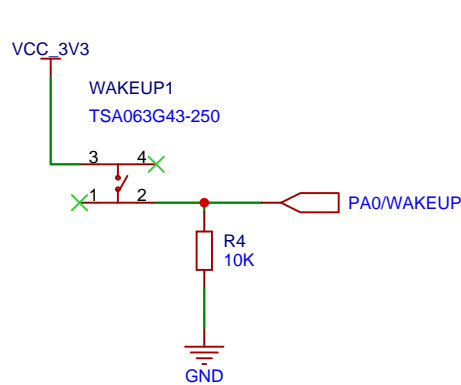 VCC_3V3
WAKEUP1
TSA063G43-250
3 4
1 2
PA0/WAKEUP
R4
10K
GND